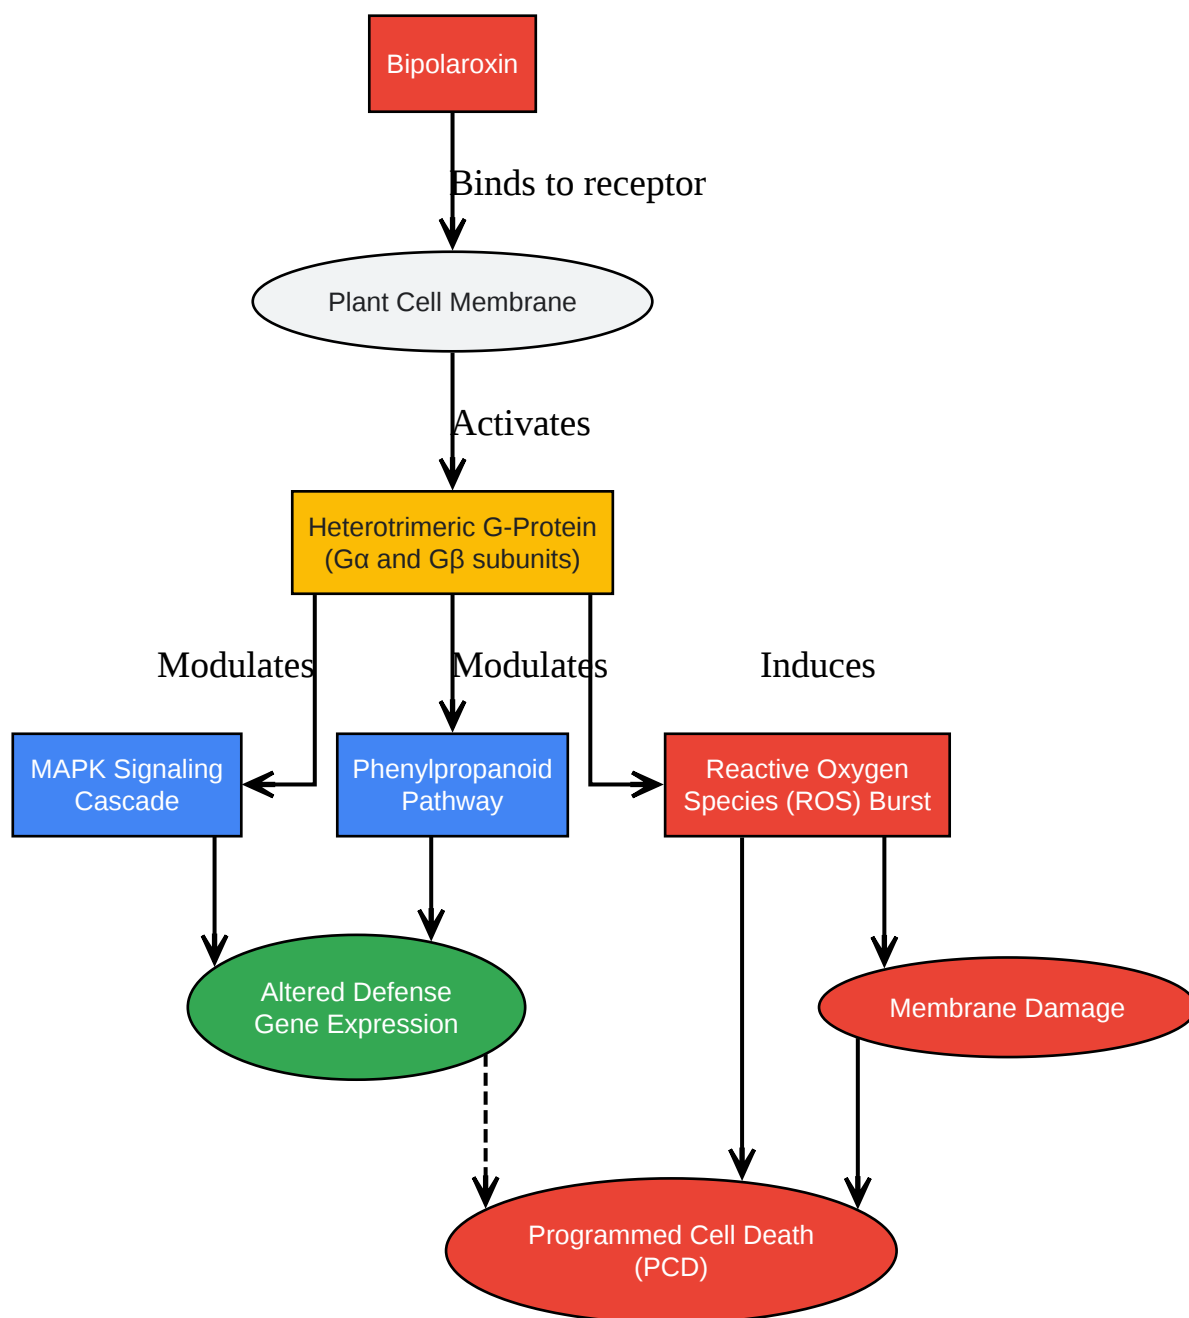 Bipolaroxin
Binds to receptor
Plant Cell Membrane
Activates
Heterotrimeric G-Protein
(Gα and Gβ subunits)
Modulates
Modulates
Induces
MAPK Signaling
Cascade
Phenylpropanoid
Pathway
Reactive Oxygen
Species (ROS) Burst
Altered Defense
Gene Expression
Membrane Damage
Programmed Cell Death
(PCD)